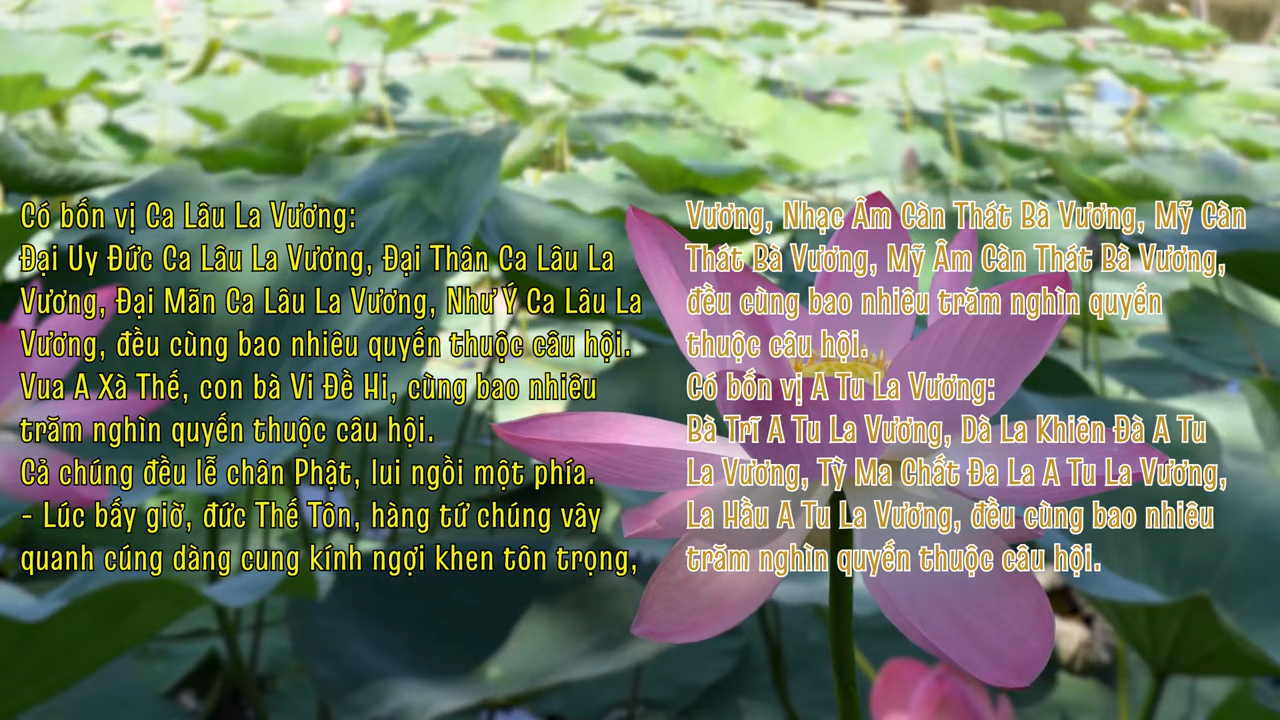 Có bốn vị Ca Lâu La Vương:
Đại Uy Đức Ca Lâu La Vương, Đại Thân Ca Lâu La
Vương, Đại Mãn Ca Lâu La Vương, Như Ý Ca Lâu La
Vương, đều cùng bao nhiêu quyến thuộc câu hội.
Vua A Xà Thế, con bà Vi Đề Hi, cùng bao nhiêu
trăm nghìn quyến thuộc câu hội.
Cả chúng đều lễ chân Phật, lui ngồi một phía.
- Lúc bấy giờ, đức Thế Tôn, hàng tứ chúng vây
quanh cúng dàng cung kính ngợi khen tôn trọng,
Vương, Nhạc Âm Càn Thát Bà Vương, Mỹ Càn
Thát Bà Vương, Mỹ Âm Càn Thát Bà Vương,
đều cùng bao nhiêu trăm nghìn quyến
thuộc câu hội.
Có bốn vị A Tu La Vương:
Bà Trĩ A Tu La Vương, Dà La Khiên Đà A Tu
La Vương, Tỳ Ma Chất Đa La A Tu La Vương,
La Hầu A Tu La Vương, đều cùng bao nhiêu
trăm nghìn quyến thuộc câu hội.